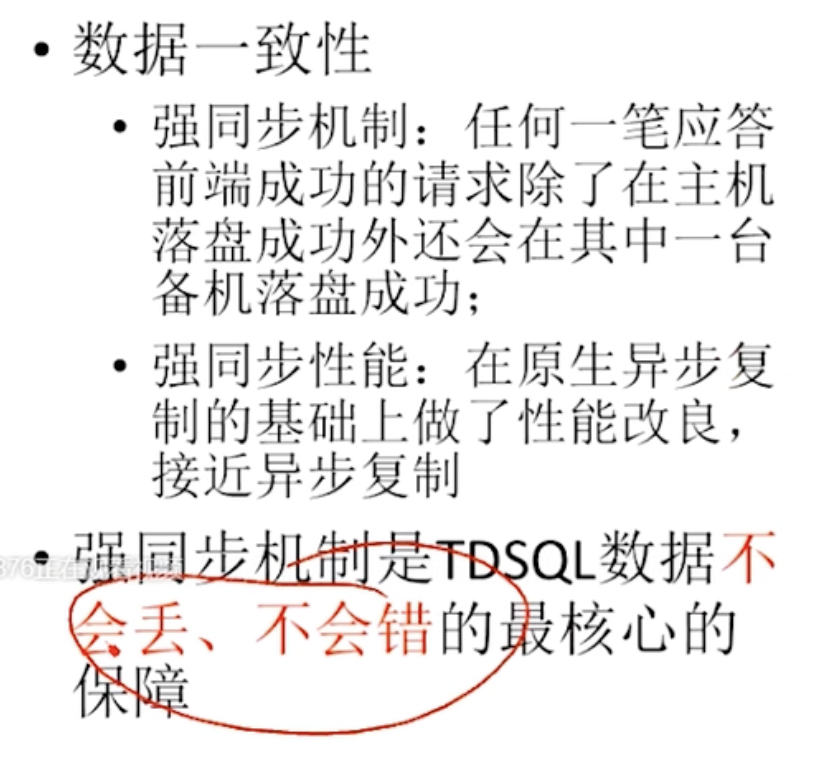 • 数据一致性
• 强同步机制：任何一笔应答
前端成功的请求除了在主机
落盘成功外还会在其中一台
备机落盘成功；
• 强同步性能：在原生异步复
制的基础上做了性能改良，
接近异步复制
• 强同步机制是TDSQL数据不
会丢、不会错的最核心的
保障